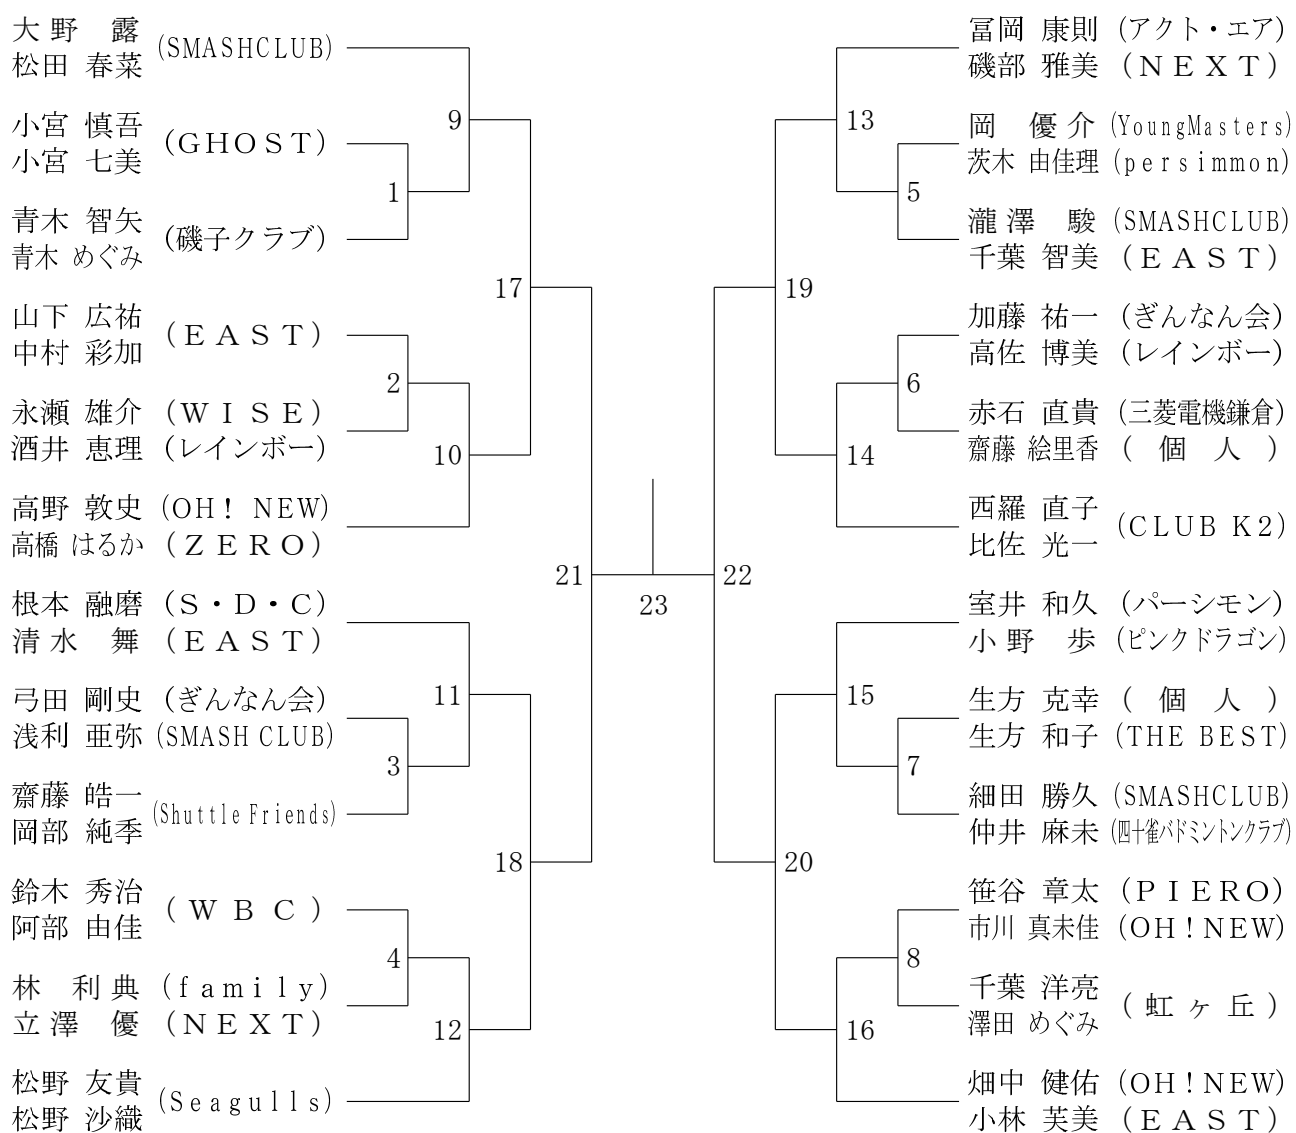 大野 露 (SMASHCLUB)
松田 春菜
小宮 慎吾 (GHOST)
小宮 七美
青木 智矢 (磯子クラブ)
青木 めぐみ
山下 広祐 (EAST)
中村 彩加
永瀬 雄介 (WISE)
酒井 恵理 (レインボー)
高野 敦史 (OH! NEW)
高橋 はるか (ZERO)
根本 融磨 (S・D・C)
清水 舞 (EAST)
弓田 剛史 (ぎんなん会)
浅利 亜弥 (SMASH CLUB)
齋藤 皓一 (Shuttle Friends)
岡部 純季
鈴木 秀治 (WBC)
阿部 由佳
林 利典 (family)
立澤 優 (NEXT)
松野 友貴 (Seagulls)
松野 沙織
9
1
17
2
10
21
11
3
18
4
12
23
13
5
19
6
14
22
15
7
20
8
16
冨岡 康則 (アクト・エア)
磯部 雅美 (NEXT)
岡 優介 (YoungMasters)
茨木 由佳理 (persimmon)
瀧澤 駿 (SMASHCLUB)
千葉 智美 (EAST)
加藤 祐一 (ぎんなん会)
高佐 博美 (レインボー)
赤石 直貴 (三菱電機鎌倉)
齋藤 絵里香 (個人)
西羅 直子 (CLUB K2)
比佐 光一
室井 和久 (パーシモン)
小野 歩 (ピンクドラゴン)
生方 克幸 (個人)
生方 和子 (THE BEST)
細田 勝久 (SMASHCLUB)
仲井 麻未 (四十雀バドミントンクラブ)
笹谷 章太 (PIERO)
市川 真未佳 (OH!NEW)
千葉 洋亮 (虹ヶ丘)
澤田 めぐみ
畑中 健佑 (OH!NEW)
小林 芙美 (EAST)